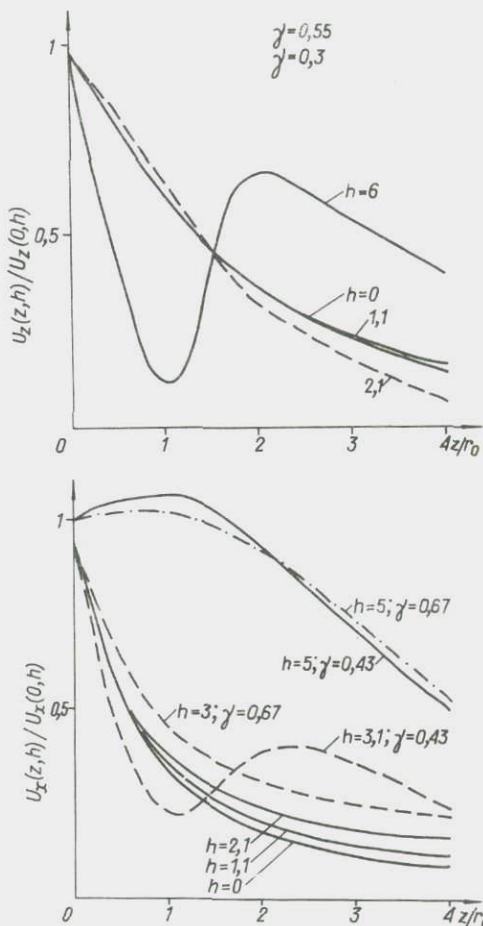 γ=0,55
γ=0,3
1
0,5
0
1
2
3
4 z/r₀
U_z(z,h)/U_z(0,h)
h=6
h=0
1,1
2,1
1
0,5
0
1
2
3
4 z/r
U_x(z,h)/U_x(0,h)
h=5; γ=0,67
h=5; γ=0,43
h=3; γ=0,67
h=3,1; γ=0,43
h=2,1
h=1,1
h=0